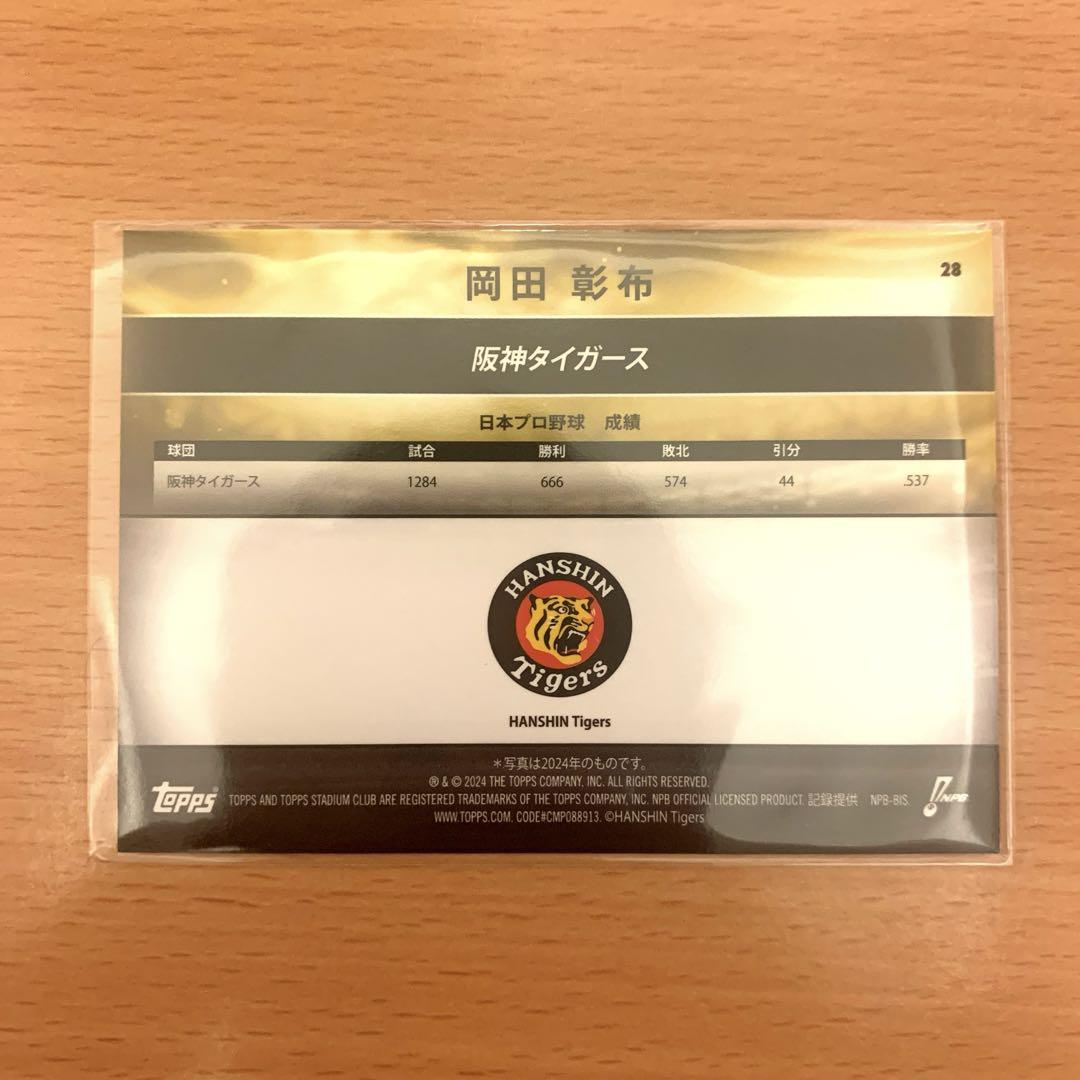 岡田 彰布
28
阪神タイガース
日本プロ野球 成績
球団 試合 勝利 敗北 引分 勝率
阪神タイガース 1284 666 574 44 .537
HANSHIN
Tigers
HANSHIN Tigers
＊写真は2024年のものです。
® & © 2024 THE TOPPS COMPANY, INC. ALL RIGHTS RESERVED.
topps TOPPS AND TOPPS STADIUM CLUB ARE REGISTERED TRADEMARKS OF THE TOPPS COMPANY, INC. NPB OFFICIAL LICENSED PRODUCT. 記録提供 NPB-BIS. NPB
WWW.TOPPS.COM. CODE#CMP088913. ©HANSHIN Tigers